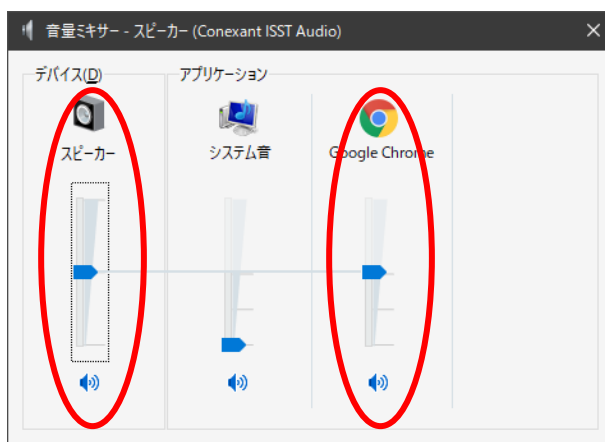 音量ミキサー - スピーカー (Conexant ISST Audio)
デバイス(D)
アプリケーション
スピーカー
システム音
Google Chrome